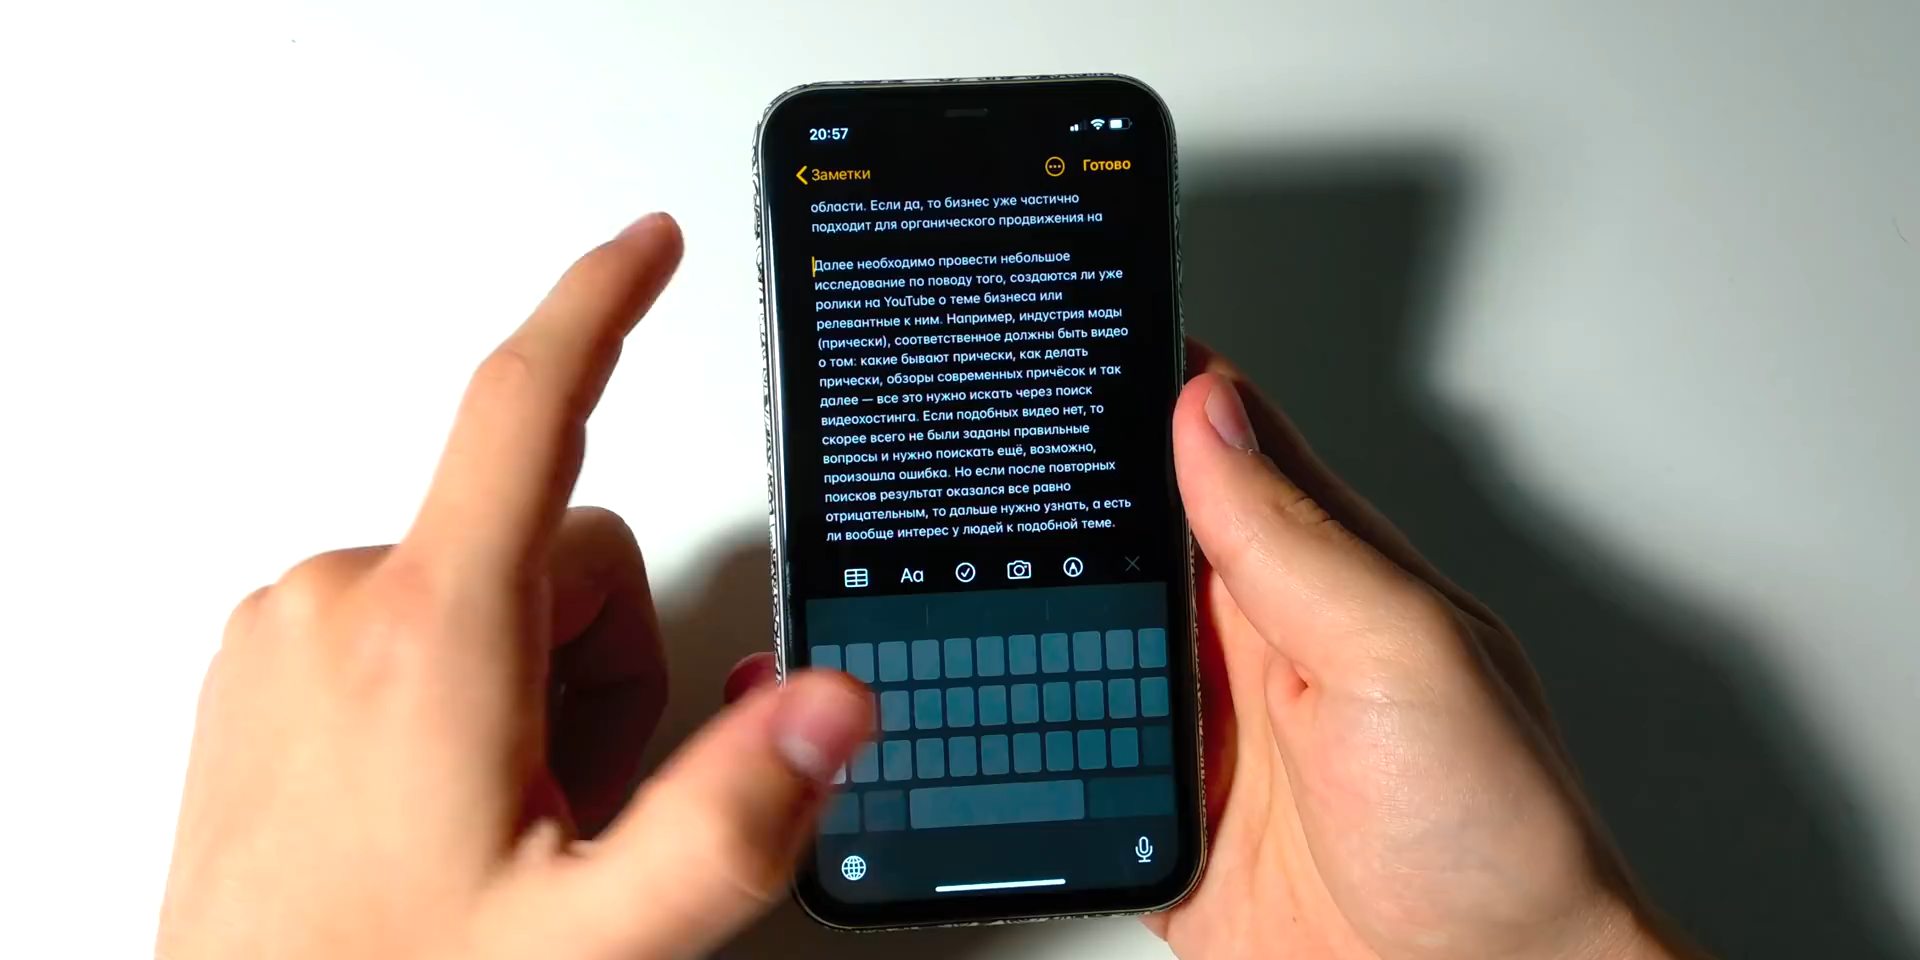 20:57
Заметки
Готово
области. Если да, то бизнес уже частично
подходит для органического продвижения на
Далее необходимо провести небольшое
исследование по поводу того, создаются ли уже
ролики на YouTube о теме бизнеса или
релевантные к ним. Например, индустрия моды
(прически), соответственное должны быть видео
о том: какие бывают прически, как делать
прически, обзоры современных причёсок и так
далее — все это нужно искать через поиск
видеохостинга. Если подобных видео нет, то
скорее всего не были заданы правильные
вопросы и нужно поискать ещё, возможно,
произошла ошибка. Но если после повторных
поисков результат оказался все равно
отрицательным, то дальше нужно узнать, а есть
ли вообще интерес у людей к подобной теме.
Aa